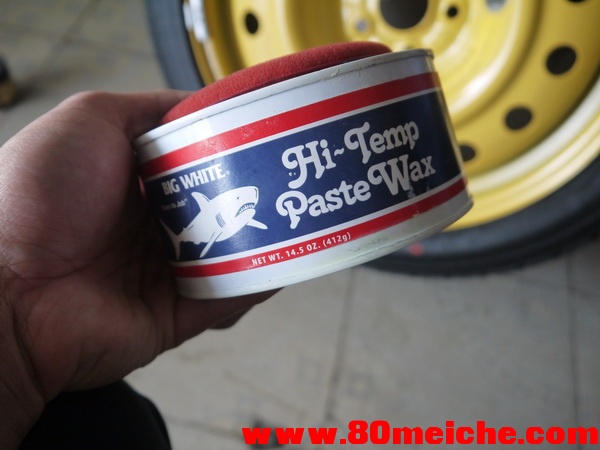 BIG WHITE
Hi-Temp
Paste Wax
NET WT. 14.5 OZ. (412g)
www.80meiche.com